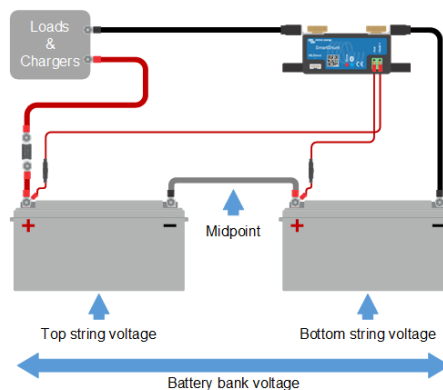 Loads
&
Chargers
SmartShunt
+
−
Midpoint
+
−
Top string voltage
Bottom string voltage
Battery bank voltage